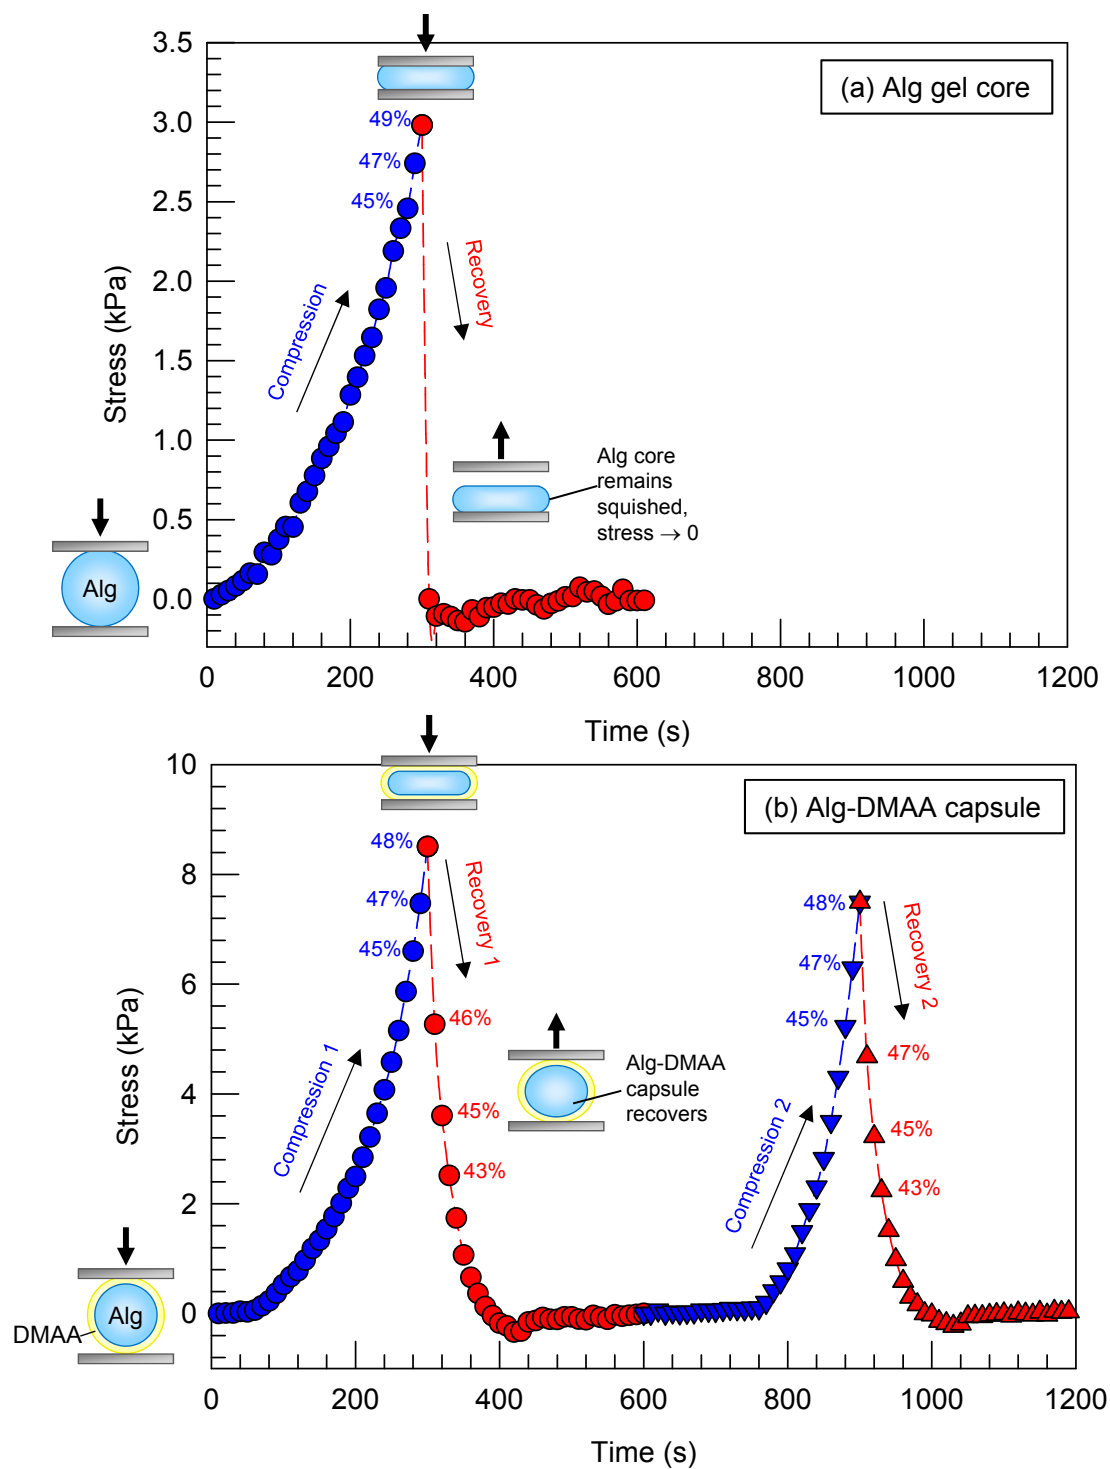 (a) Alg gel core
3.5
3.0
2.5
2.0
1.5
1.0
0.5
0.0
Stress (kPa)
49%
47%
45%
Compression
Recovery
Alg core
remains
squished,
stress → 0
Alg
0
200
400
600
800
1000
1200
Time (s)
(b) Alg-DMAA capsule
10
8
6
4
2
0
Stress (kPa)
48%
47%
45%
Compression 1
Recovery 1
46%
45%
43%
Alg-DMAA
capsule
recovers
48%
47%
45%
Compression 2
Recovery 2
47%
45%
43%
Alg
DMAA
0
200
400
600
800
1000
1200
Time (s)